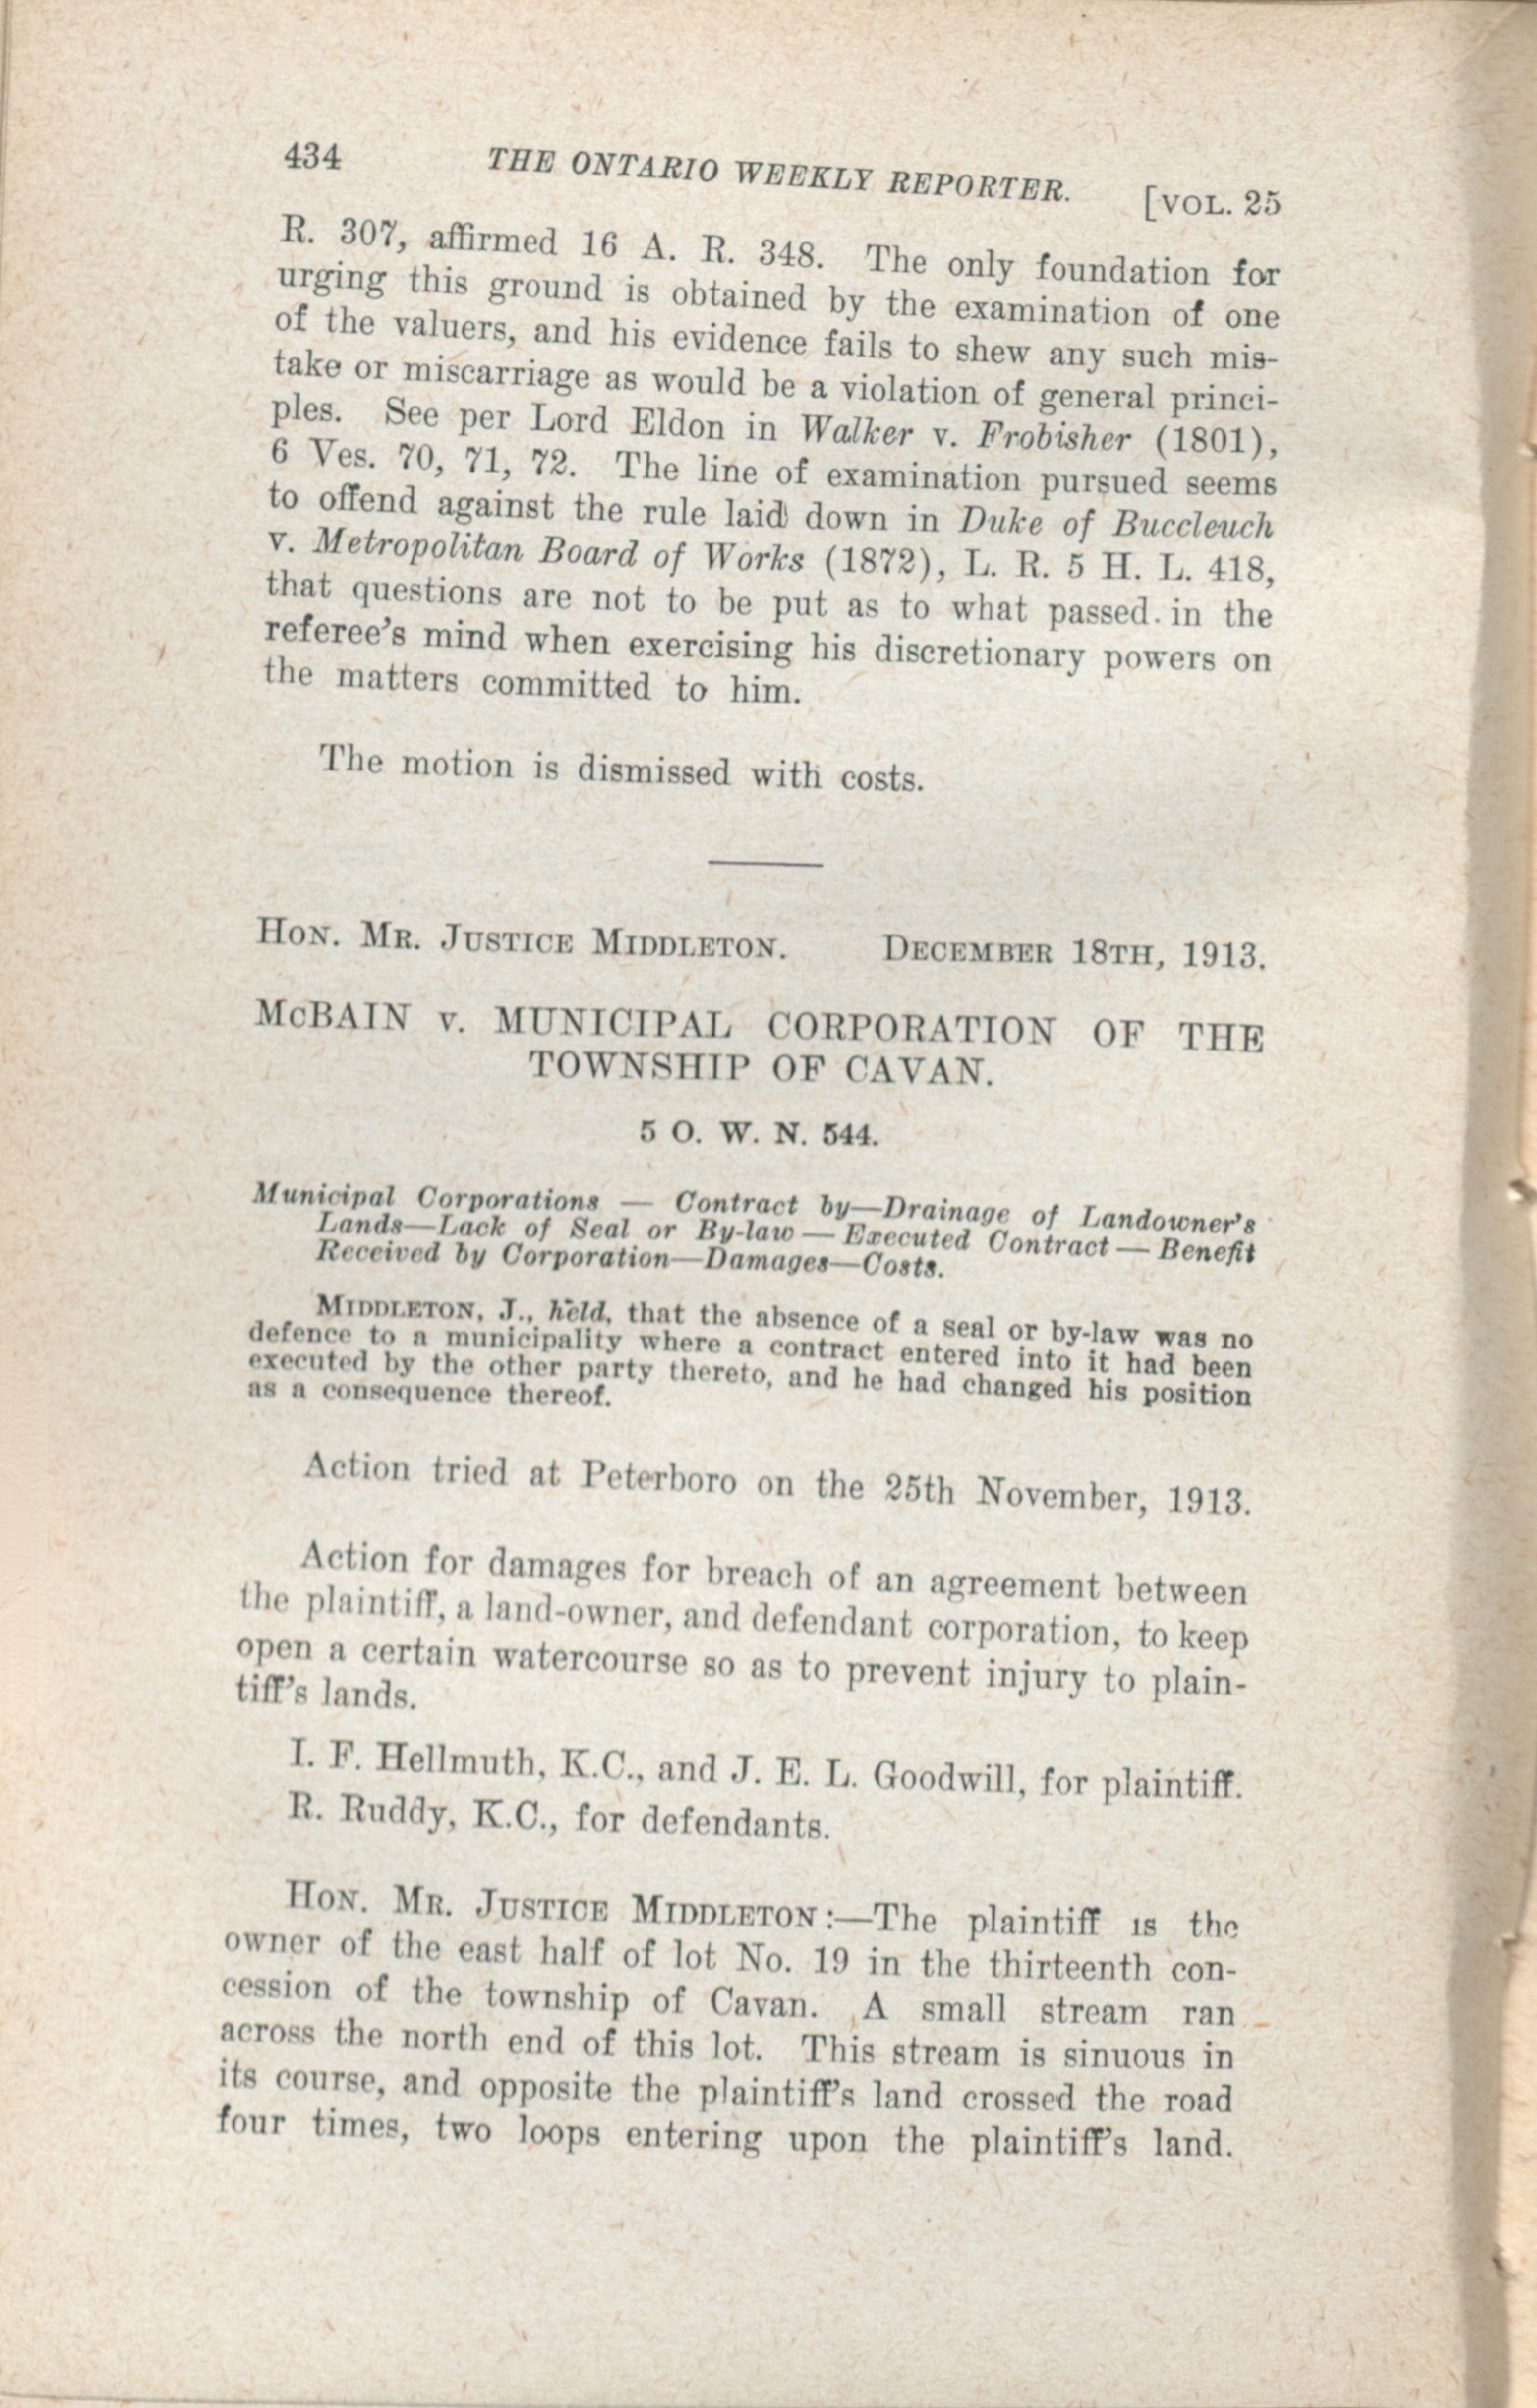 434 THE ONTARIO WEEKLY REPORTER. [VOL. 25
R. 307, affirmed 16 A. R. 348. The only foundation for
urging this ground is obtained by the examination of one
of the valuers, and his evidence fails to shew any such mis-
take or miscarriage as would be a violation of general princi-
ples. See per Lord Eldon in Walker v. Frobisher (1801),
6 Ves. 70, 71, 72. The line of examination pursued seems
to offend against the rule laid down in Duke of Buccleuch
v. Metropolitan Board of Works (1872), L. R. 5 H. L. 418,
that questions are not to be put as to what passed. in the
referee's mind when exercising his discretionary powers on
the matters committed to him.
The motion is dismissed with costs.
HON. MR. JUSTICE MIDDLETON. DECEMBER 18TH, 1913.
McBAIN v. MUNICIPAL CORPORATION OF THE
TOWNSHIP OF CAVAN.
5 O. W. N. 544.
Municipal Corporations — Contract by—Drainage of Landowner's
Lands—Lack of Seal or By-law — Executed Contract — Benefit
Received by Corporation—Damages—Costs.
MIDDLETON, J., held, that the absence of a seal or by-law was no
defence to a municipality where a contract entered into it had been
executed by the other party thereto, and he had changed his position
as a consequence thereof.
Action tried at Peterboro on the 25th November, 1913.
Action for damages for breach of an agreement between
the plaintiff, a land-owner, and defendant corporation, to keep
open a certain watercourse so as to prevent injury to plain-
tiff's lands.
I. F. Hellmuth, K.C., and J. E. L. Goodwill, for plaintiff.
R. Ruddy, K.C., for defendants.
HON. MR. JUSTICE MIDDLETON:—The plaintiff is the
owner of the east half of lot No. 19 in the thirteenth con-
cession of the township of Cavan. A small stream ran
across the north end of this lot. This stream is sinuous in
its course, and opposite the plaintiff's land crossed the road
four times, two loops entering upon the plaintiff's land.